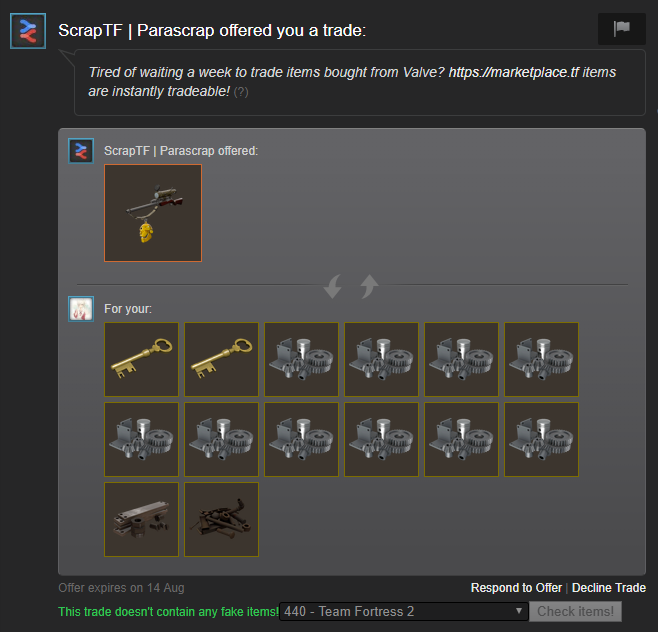 ScrapTF | Parascrap offered you a trade:
Tired of waiting a week to trade items bought from Valve? https://marketplace.tf items
are instantly tradeable! (?)
ScrapTF | Parascrap offered:
For your:
Offer expires on 14 Aug
Respond to Offer | Decline Trade
This trade doesn't contain any fake items! 440 - Team Fortress 2 Check items!